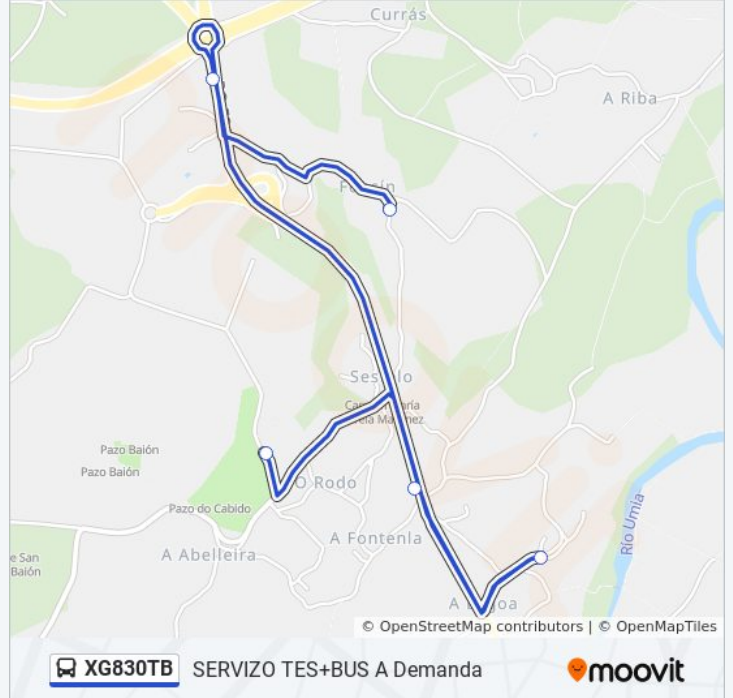 Currás
A Riba
Pazo Baión
Pazo Baión
O Rodo
Pazo do Cabido
A Fontenla
A Abelleira
Río Umia
e San
Baión
© OpenStreetMap contributors | © OpenMapTiles
XG830TB
SERVIZO TES+BUS A Demanda
moovit